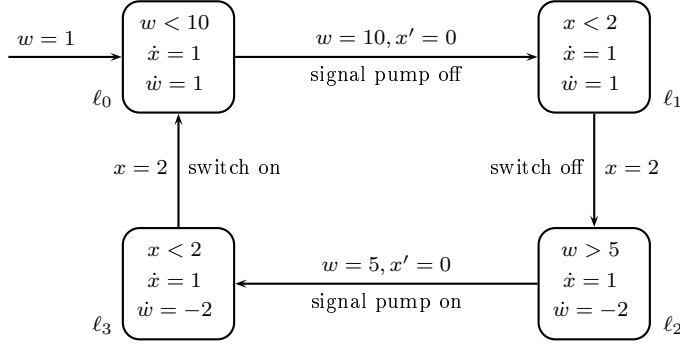 w = 1
w < 10
ẋ = 1
ẇ = 1
ℓ0
w = 10, x′ = 0
signal pump off
x < 2
ẋ = 1
ẇ = 1
ℓ1
x = 2
switch on
switch off
x = 2
x < 2
ẋ = 1
ẇ = −2
ℓ3
w = 5, x′ = 0
signal pump on
w > 5
ẋ = 1
ẇ = −2
ℓ2